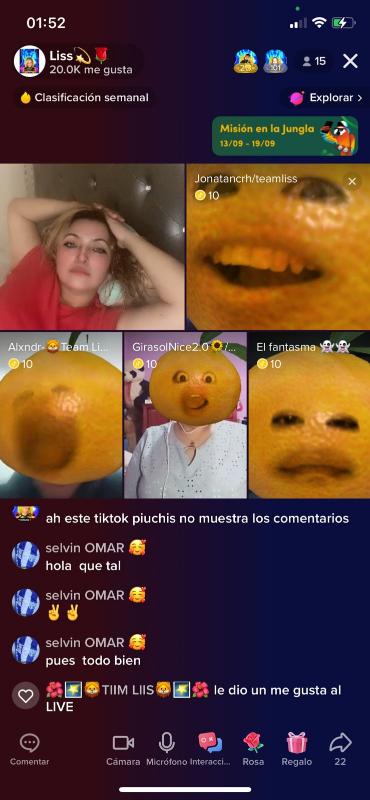 01:52
Liss💫🌹
20.0K me gusta
15
Clasificación semanal
Explorar >
Misión en la Jungla
13/09 - 19/09
Jonatancrh/teamliss
10
Alxndr-🦁Team Li...
10
GirasolNice2.0🌻/...
10
El fantasma 👻👻
10
ah este tiktok piuchis no muestra los comentarios
selvin OMAR 🥰
hola que tal
selvin OMAR 🥰
✌️✌️
selvin OMAR 🥰
pues todo bien
🌺🌠🦁TIIM LIIS🦁🌠🌺 le dio un me gusta al
LIVE
Comentar
Cámara
Micrófono
Interacci...
Rosa
Regalo
22